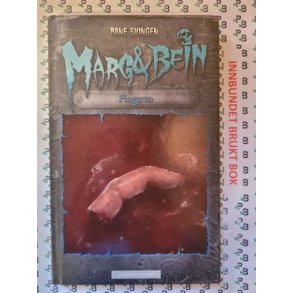 ARNE SVINGEN
MARG & BEIN
Fingeren
INNBUNDET BRUKT BOK